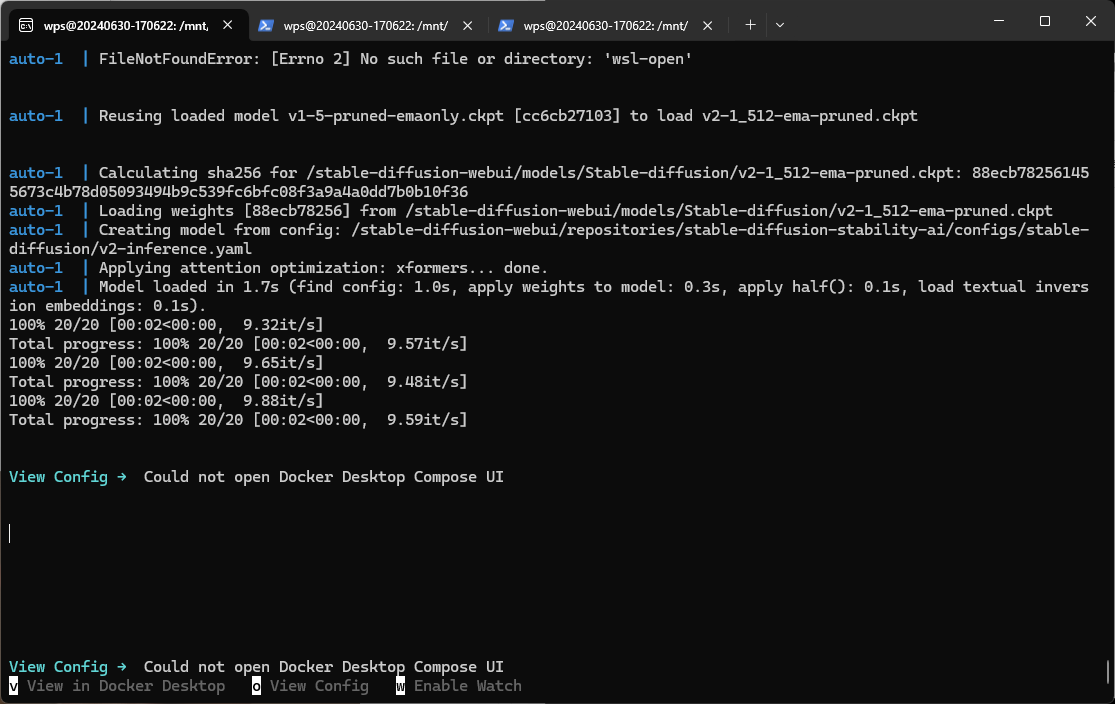 wps@20240630-170622: /mnt,
wps@20240630-170622: /mnt/
wps@20240630-170622: /mnt/
auto-1 | FileNotFoundError: [Errno 2] No such file or directory: 'wsl-open'
auto-1 | Reusing loaded model v1-5-pruned-emaonly.ckpt [cc6cb27103] to load v2-1_512-ema-pruned.ckpt
auto-1 | Calculating sha256 for /stable-diffusion-webui/models/Stable-diffusion/v2-1_512-ema-pruned.ckpt: 88ecb78256145
5673c4b78d05093494b9c539fc6bfc08f3a9a4a0dd7b0b10f36
auto-1 | Loading weights [88ecb78256] from /stable-diffusion-webui/models/Stable-diffusion/v2-1_512-ema-pruned.ckpt
auto-1 | Creating model from config: /stable-diffusion-webui/repositories/stable-diffusion-stability-ai/configs/stable-
diffusion/v2-inference.yaml
auto-1 | Applying attention optimization: xformers... done.
auto-1 | Model loaded in 1.7s (find config: 1.0s, apply weights to model: 0.3s, apply half(): 0.1s, load textual invers
ion embeddings: 0.1s).
100% 20/20 [00:02<00:00,  9.32it/s]
Total progress: 100% 20/20 [00:02<00:00,  9.57it/s]
100% 20/20 [00:02<00:00,  9.65it/s]
Total progress: 100% 20/20 [00:02<00:00,  9.48it/s]
100% 20/20 [00:02<00:00,  9.88it/s]
Total progress: 100% 20/20 [00:02<00:00,  9.59it/s]
View Config → Could not open Docker Desktop Compose UI
View Config → Could not open Docker Desktop Compose UI
v View in Docker Desktop o View Config w Enable Watch